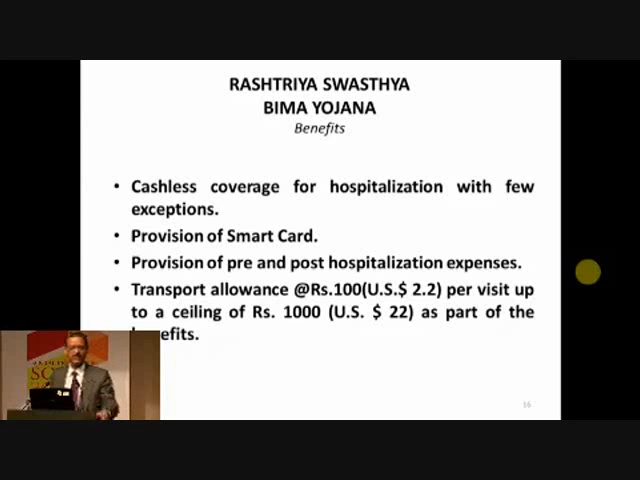 RASHTRIYA SWASTHYA
BIMA YOJANA
Benefits
• Cashless coverage for hospitalization with few
exceptions.
• Provision of Smart Card.
• Provision of pre and post hospitalization expenses.
• Transport allowance @Rs.100(U.S.$ 2.2) per visit up
to a ceiling of Rs. 1000 (U.S. $ 22) as part of the
16